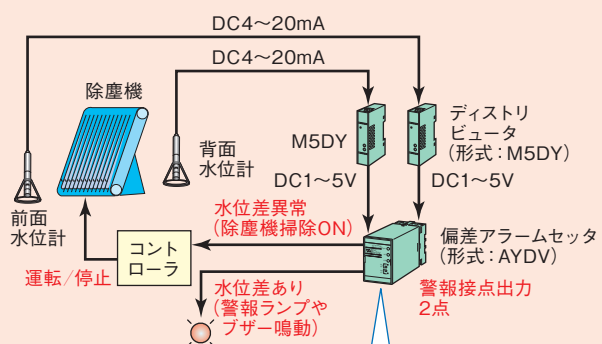 DC4～20mA
DC4～20mA
除塵機
M5DY
ディストリ
ビュータ
（形式：M5DY）
背面
水位計
DC1～5V
DC1～5V
前面
水位計
水位差異常
（除塵機掃除ON）
コント
ローラ
運転/停止
偏差アラームセッタ
（形式：AYDV）
水位差あり
（警報ランプや
ブザー鳴動）
警報接点出力
2点